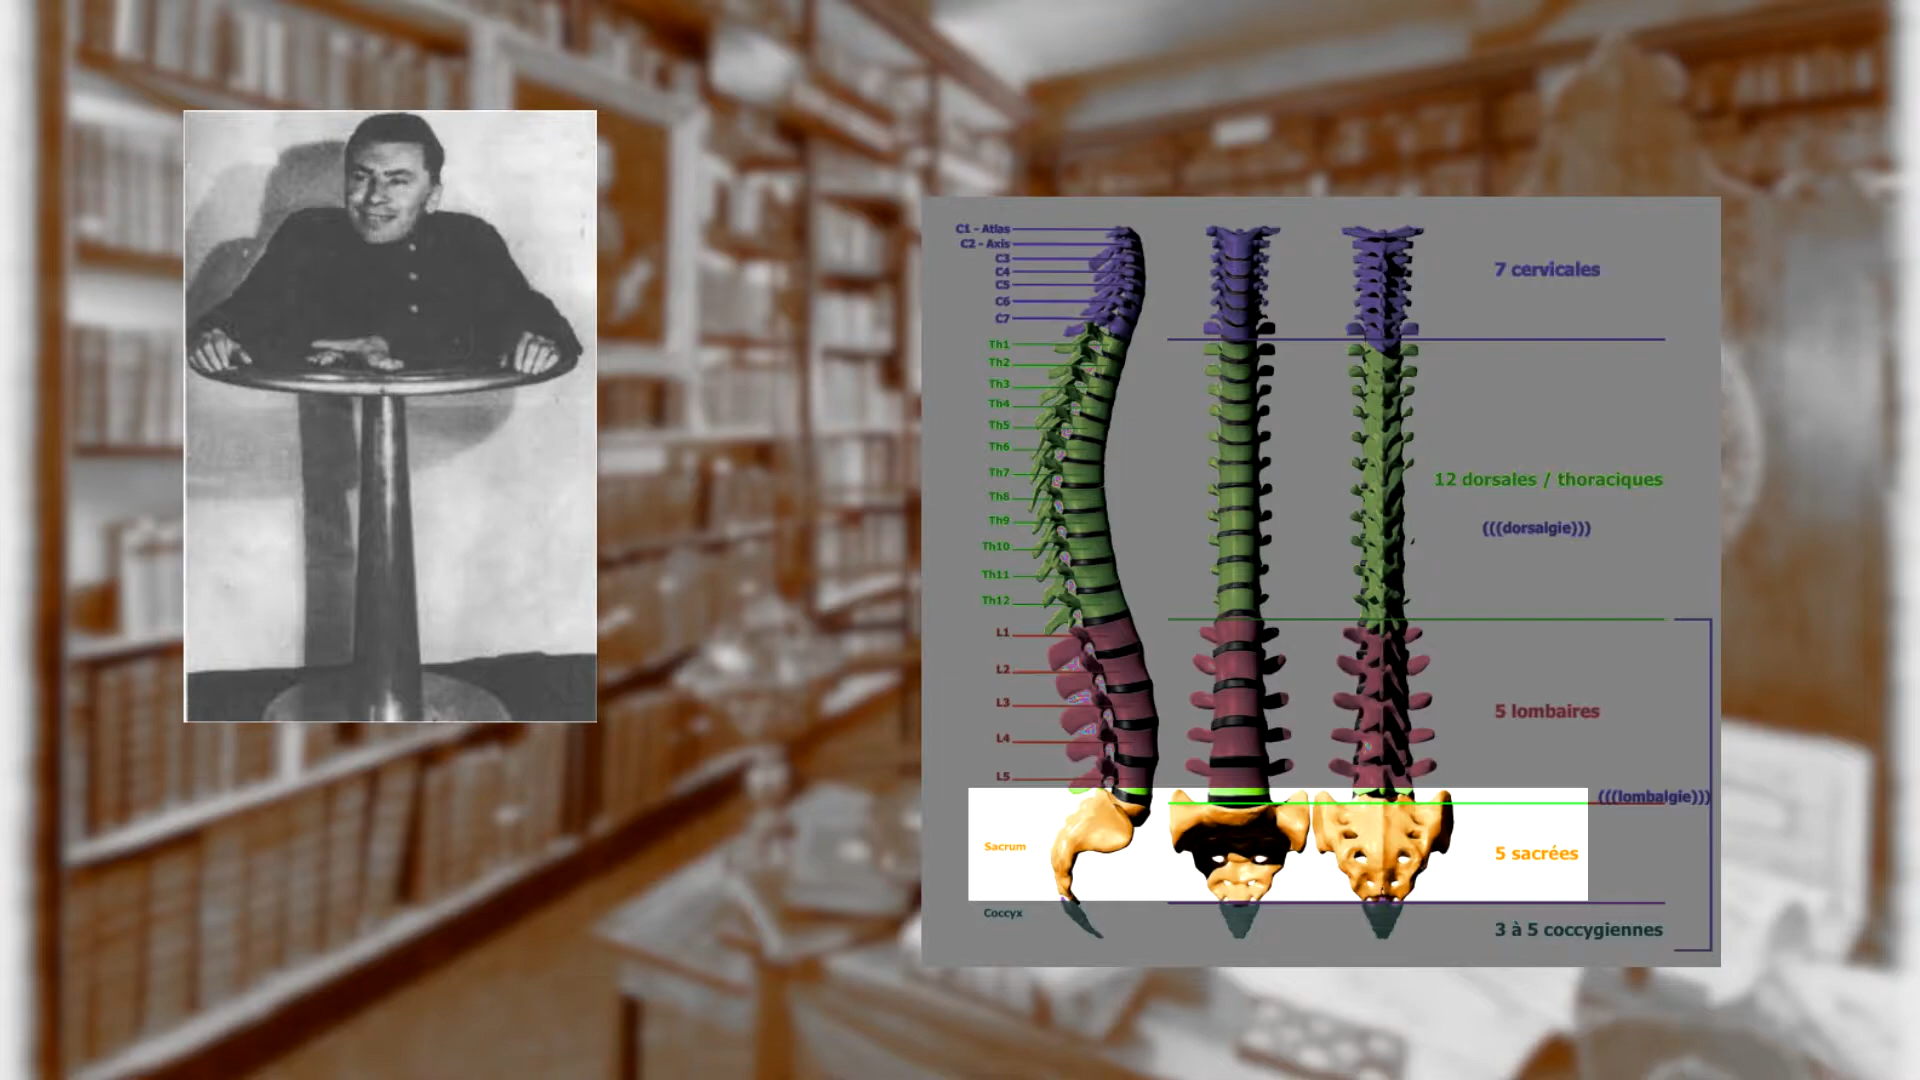 C1 - Atlas
C2 - Axis
C3
C4
C5
C6
C7
7 cervicales
Th1
Th2
Th3
Th4
Th5
Th6
Th7
Th8
Th9
Th10
Th11
Th12
12 dorsales / thoraciques
(((dorsalgie)))
L1
L2
L3
L4
L5
5 lombaires
(((lombalgie)))
Sacrum
5 sacrées
Coccyx
3 à 5 coccygiennes